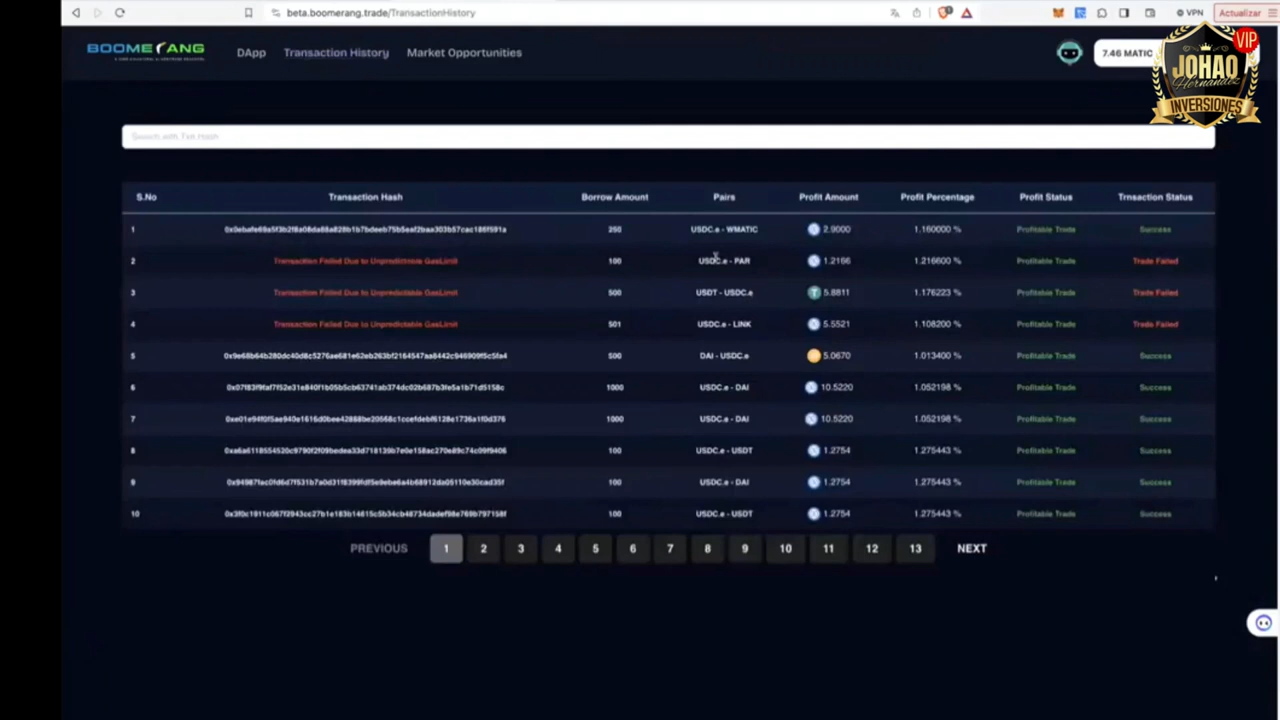 beta.boomerang.trade/TransactionHistory
VPN
Actualizar
BOOMERANG
DApp
Transaction History
Market Opportunities
7.46 MATIC
VIP
JOHAO
Hernandez
INVERSIONES
Search with Txn Hash
S.No Transaction Hash Borrow Amount Pairs Profit Amount Profit Percentage Profit Status Trnsaction Status
1 250 USDC.e - WMATIC 2.9000 1.160000 % Profitable Trade Success
2 Transaction Failed Due to Unpredictable GasLimit 100 USDC.e - PAR 1.2166 1.216600 % Profitable Trade Trade Failed
3 Transaction Failed Due to Unpredictable GasLimit 500 USDT - USDC.e 5.8811 1.176223 % Profitable Trade Trade Failed
4 Transaction Failed Due to Unpredictable GasLimit 501 USDC.e - LINK 5.5521 1.108200 % Profitable Trade Trade Failed
5 500 DAI - USDC.e 5.0670 1.013400 % Profitable Trade Success
6 1000 USDC.e - DAI 10.5220 1.052198 % Profitable Trade Success
7 1000 USDC.e - DAI 10.5220 1.052198 % Profitable Trade Success
8 100 USDC.e - USDT 1.2754 1.275443 % Profitable Trade Success
9 100 USDC.e - DAI 1.2754 1.275443 % Profitable Trade Success
10 100 USDC.e - USDT 1.2754 1.275443 % Profitable Trade Success
PREVIOUS 1 2 3 4 5 6 7 8 9 10 11 12 13 NEXT